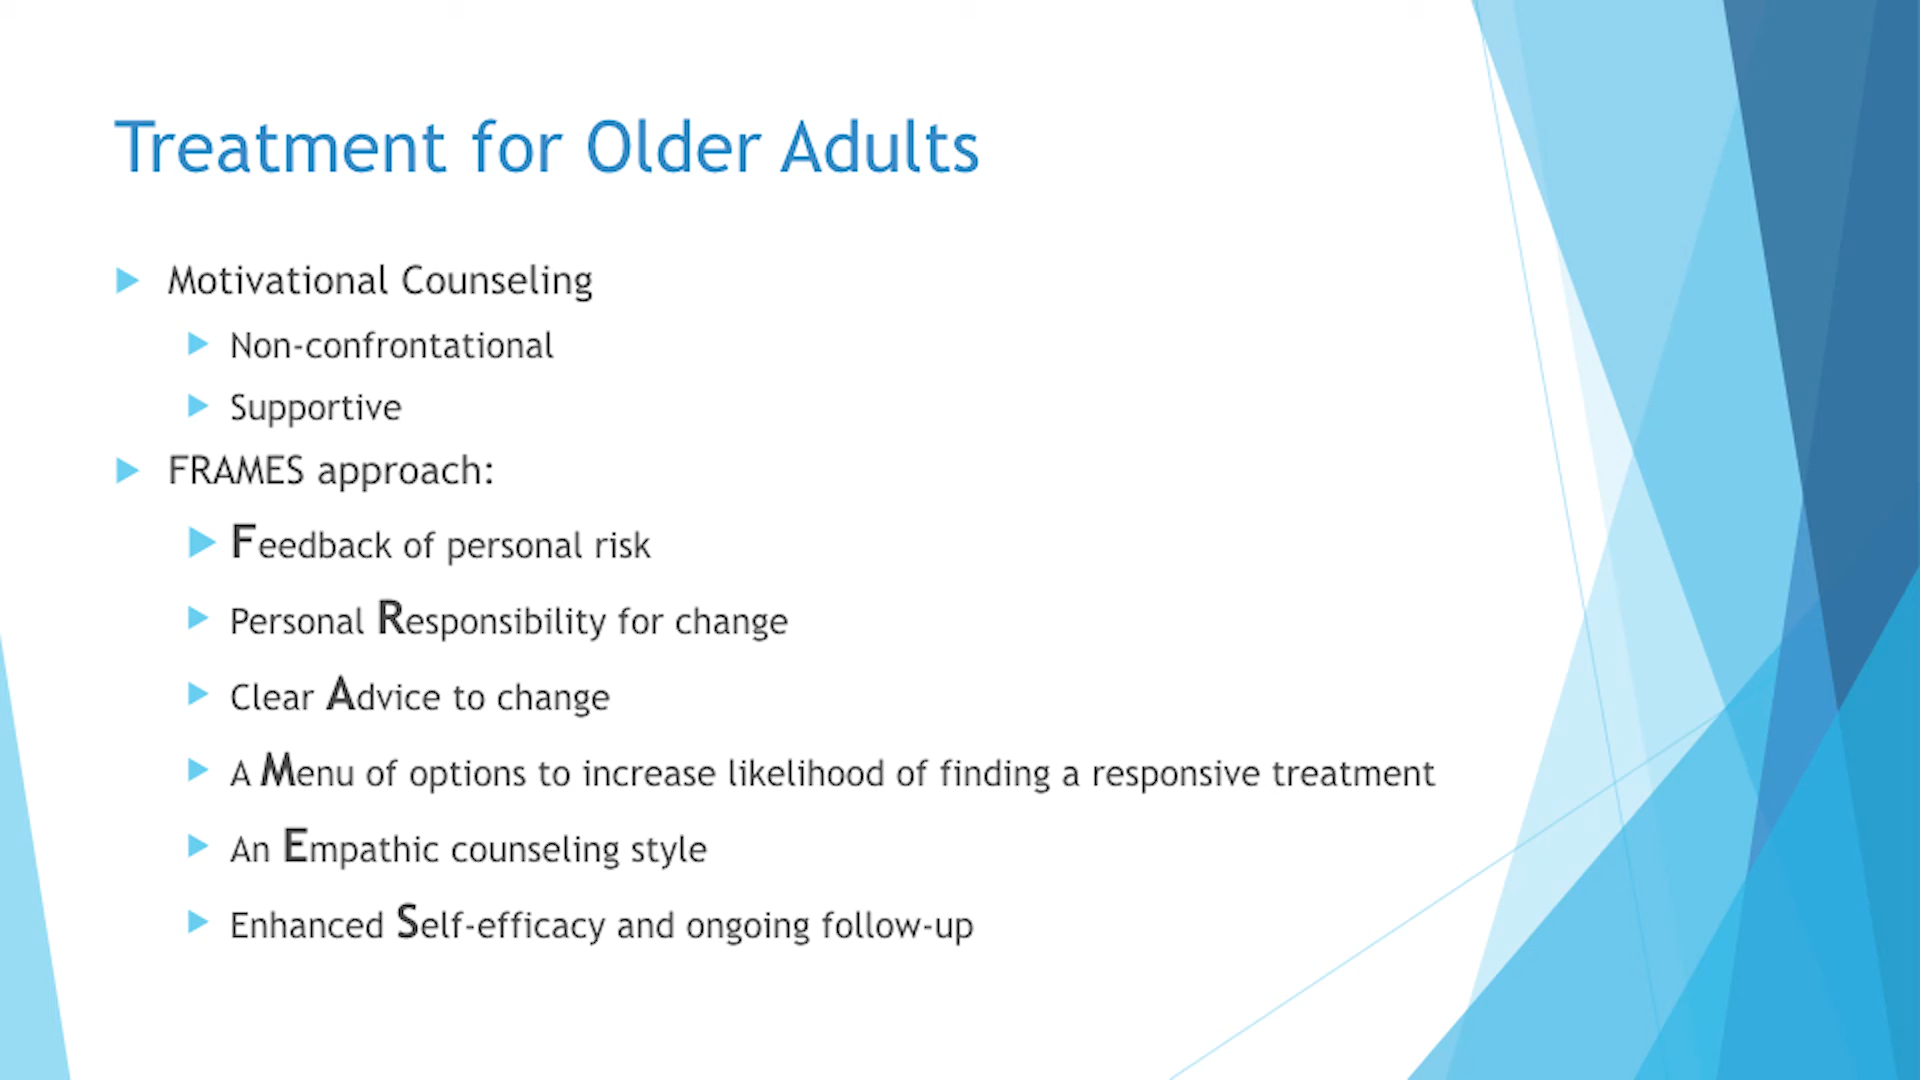 Treatment for Older Adults
Motivational Counseling
Non-confrontational
Supportive
FRAMES approach:
Feedback of personal risk
Personal Responsibility for change
Clear Advice to change
A Menu of options to increase likelihood of finding a responsive treatment
An Empathic counseling style
Enhanced Self-efficacy and ongoing follow-up